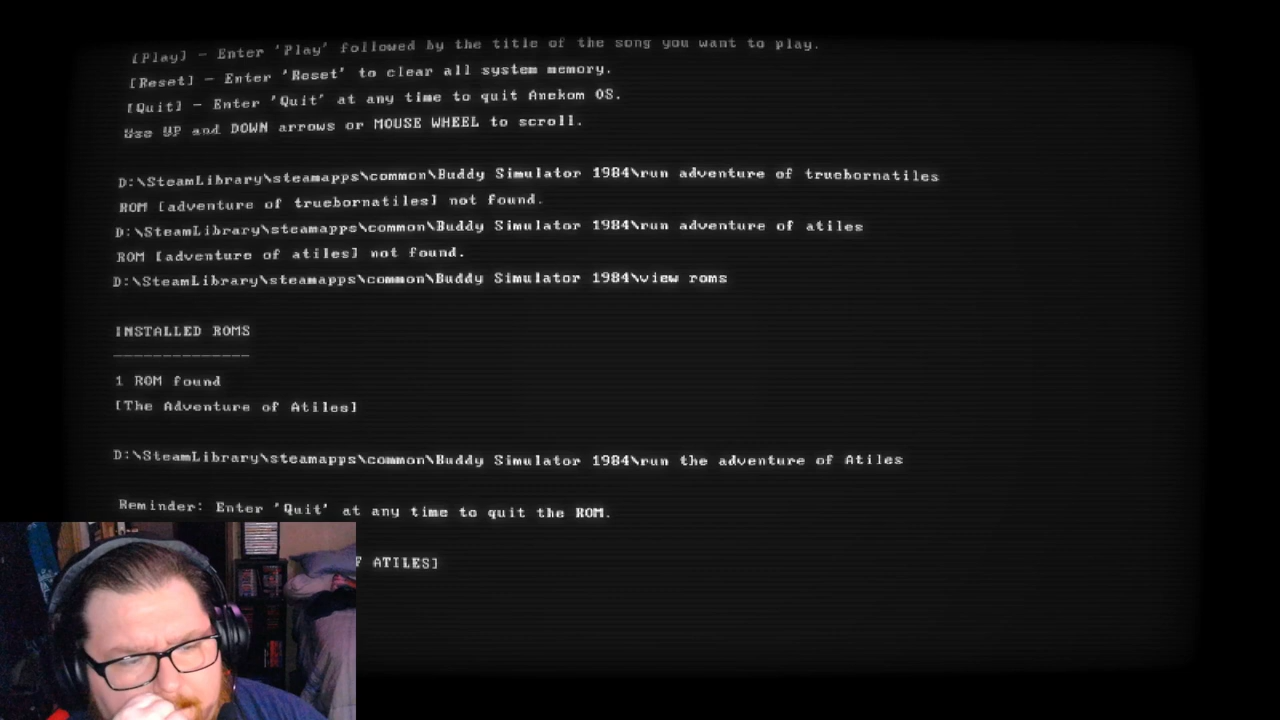 [Play] - Enter 'Play' followed by the title of the song you want to play.
[Reset] - Enter 'Reset' to clear all system memory.
[Quit] - Enter 'Quit' at any time to quit Anekom OS.
Use UP and DOWN arrows or MOUSE WHEEL to scroll.
D:\SteamLibrary\steamapps\common\Buddy Simulator 1984\run adventure of truebornatiles
ROM [adventure of truebornatiles] not found.
D:\SteamLibrary\steamapps\common\Buddy Simulator 1984\run adventure of atiles
ROM [adventure of atiles] not found.
D:\SteamLibrary\steamapps\common\Buddy Simulator 1984\view roms
INSTALLED ROMS
--------------
1 ROM found
[The Adventure of Atiles]
D:\SteamLibrary\steamapps\common\Buddy Simulator 1984\run the adventure of Atiles
Reminder: Enter 'Quit' at any time to quit the ROM.
ATILES]